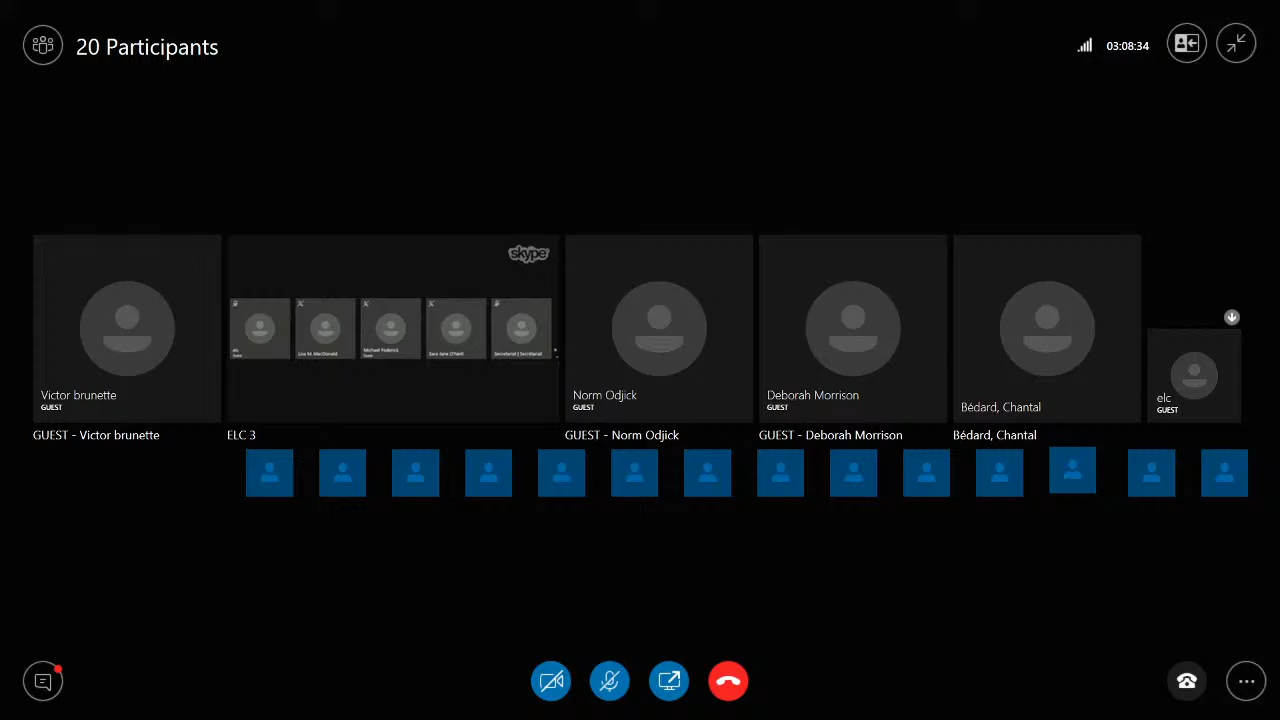 20 Participants
03:08:34
skype
Victor brunette
GUEST
elc
Guest
Lisa M. MacDonald
Sara Jane O'Neill
Secretariat | Secrétariat
Norm Odjick
GUEST
Deborah Morrison
GUEST
Bédard, Chantal
elc
GUEST
GUEST - Victor brunette
ELC 3
GUEST - Norm Odjick
GUEST - Deborah Morrison
Bédard, Chantal